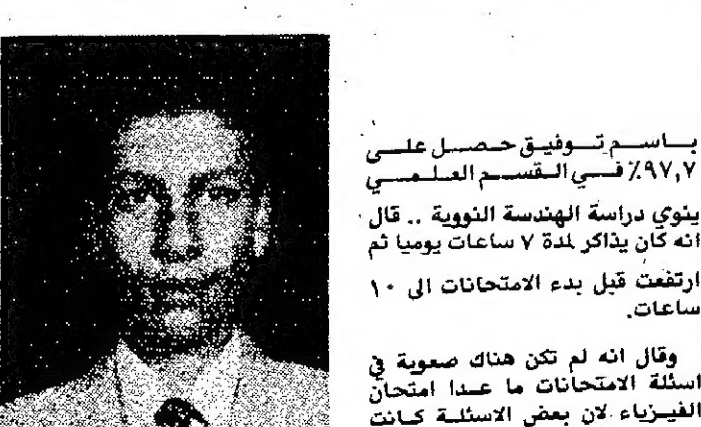 باسم توفيق حصل على
٩٧,٧٪ في القسم العلمي
ينوي دراسة الهندسة النووية .. قال
انه كان يذاكر لمدة ٧ ساعات يوميا ثم
ارتفعت قبل بدء الامتحانات الى ١٠
ساعات.
وقال انه لم تكن هناك صعوبة في
اسئلة الامتحانات ما عدا امتحان
الفيزياء لان بعض الاسئلة كانت